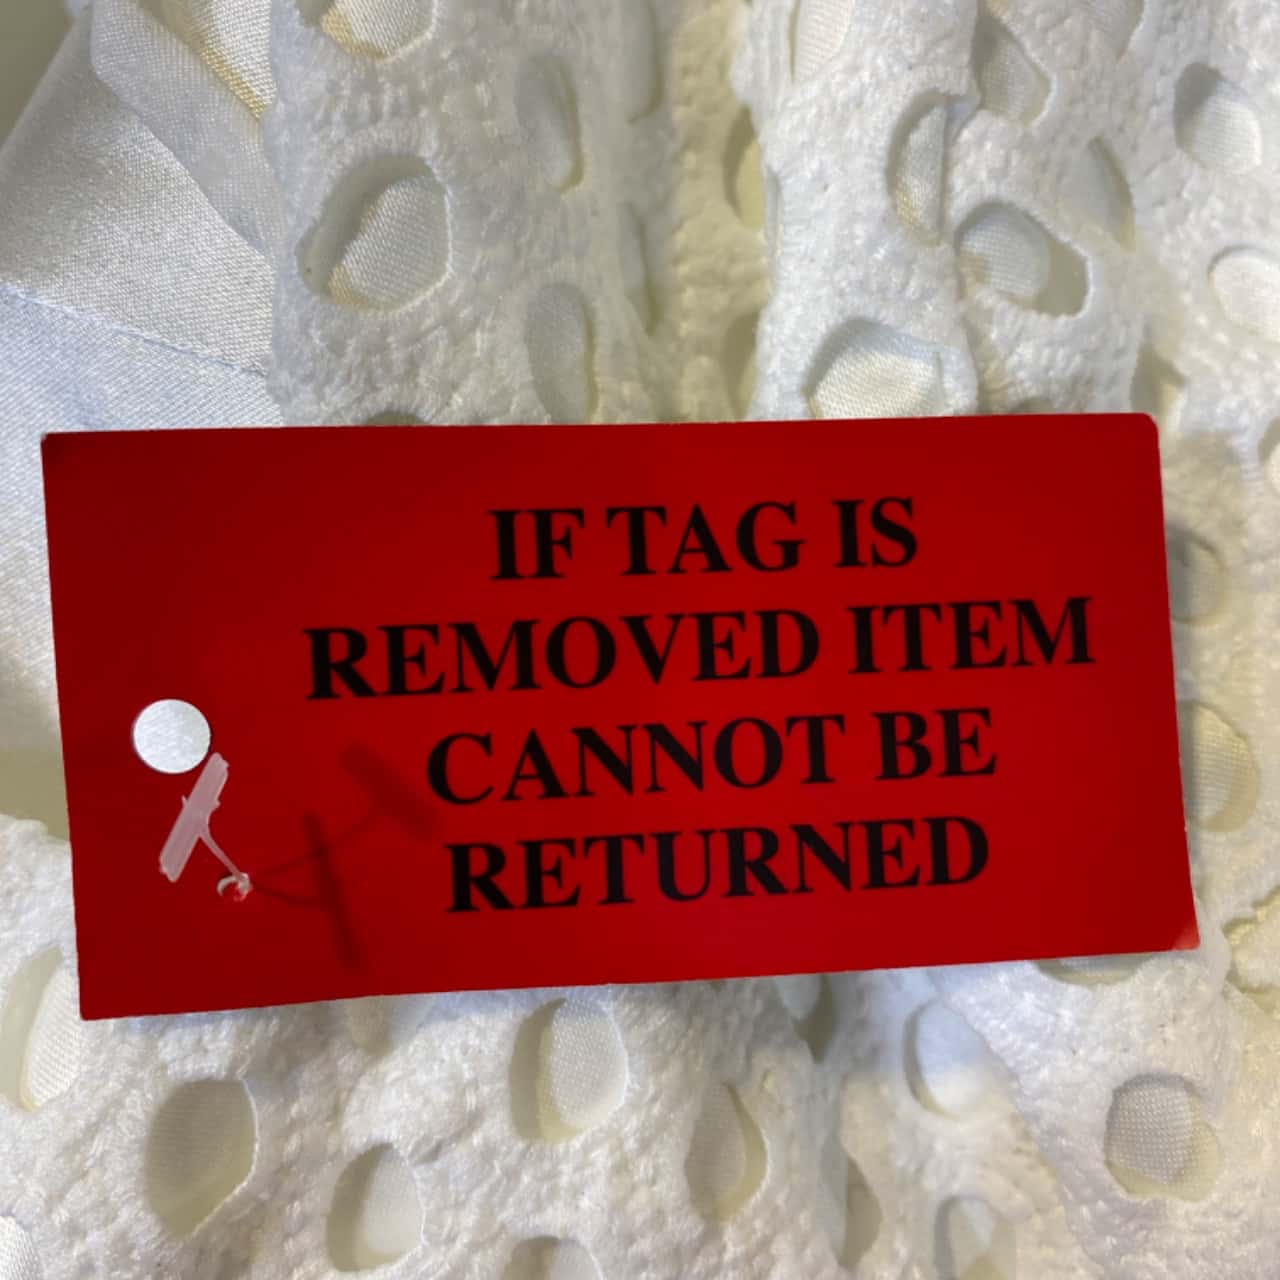 IF TAG IS
REMOVED ITEM
CANNOT BE
RETURNED